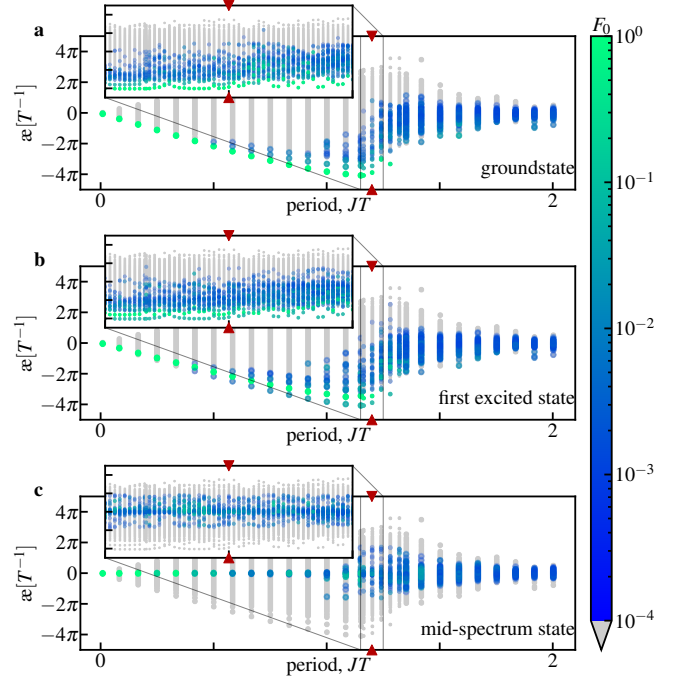 a
F₀
4π
2π
0
−2π
−4π
æ[T⁻¹]
groundstate
0
period, JT
2
b
4π
2π
0
−2π
−4π
æ[T⁻¹]
first excited state
0
period, JT
2
c
4π
2π
0
−2π
−4π
æ[T⁻¹]
mid-spectrum state
0
period, JT
2
10⁰
10⁻¹
10⁻²
10⁻³
10⁻⁴